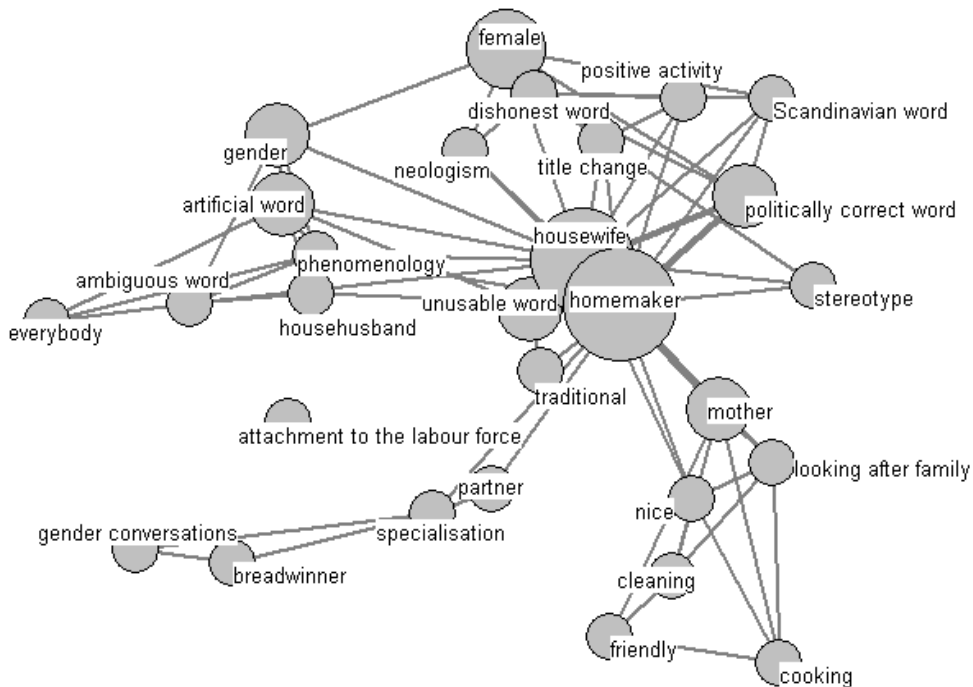 female
positive activity
dishonest word
Scandinavian word
gender
neologism
title change
artificial word
politically correct word
housewife
phenomenology
ambiguous word
unusable word
homemaker
stereotype
everybody
househusband
traditional
mother
attachment to the labour force
looking after family
partner
nice
gender conversations
specialisation
breadwinner
cleaning
friendly
cooking